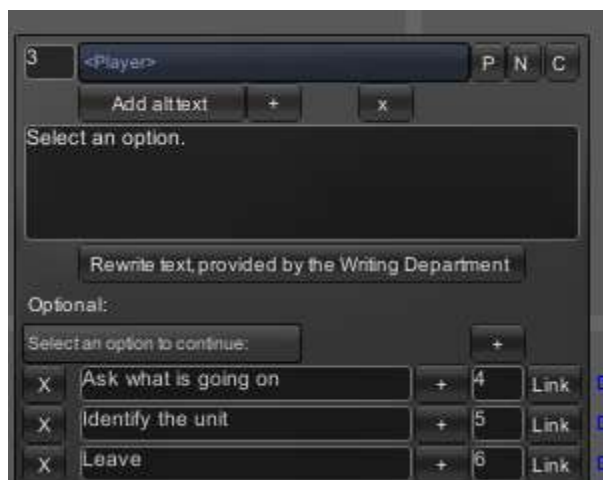 3 <Player> P N C
Add alt text + x
Select an option.
Rewrite text, provided by the Writing Department
Optional:
Select an option to continue: +
X Ask what is going on + 4 Link
X Identify the unit + 5 Link
X Leave + 6 Link